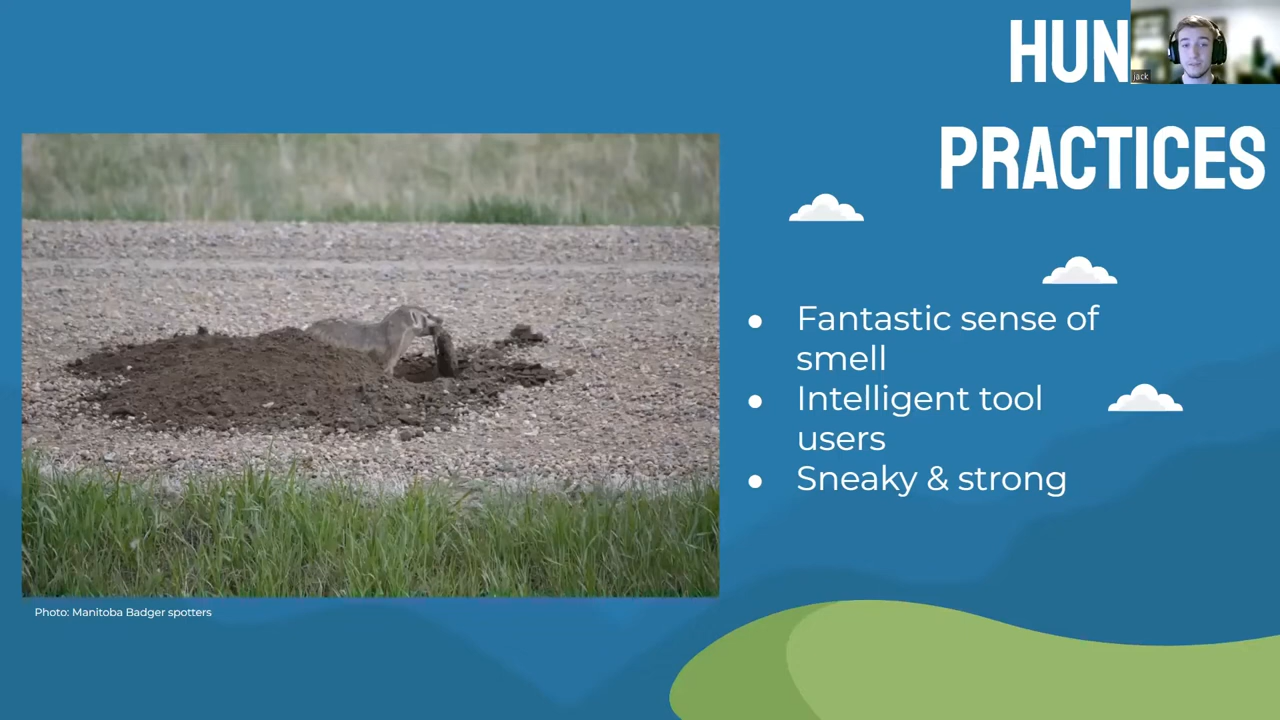 HUN
jack
PRACTICES
● Fantastic sense of
smell
● Intelligent tool
users
● Sneaky & strong
Photo: Manitoba Badger spotters